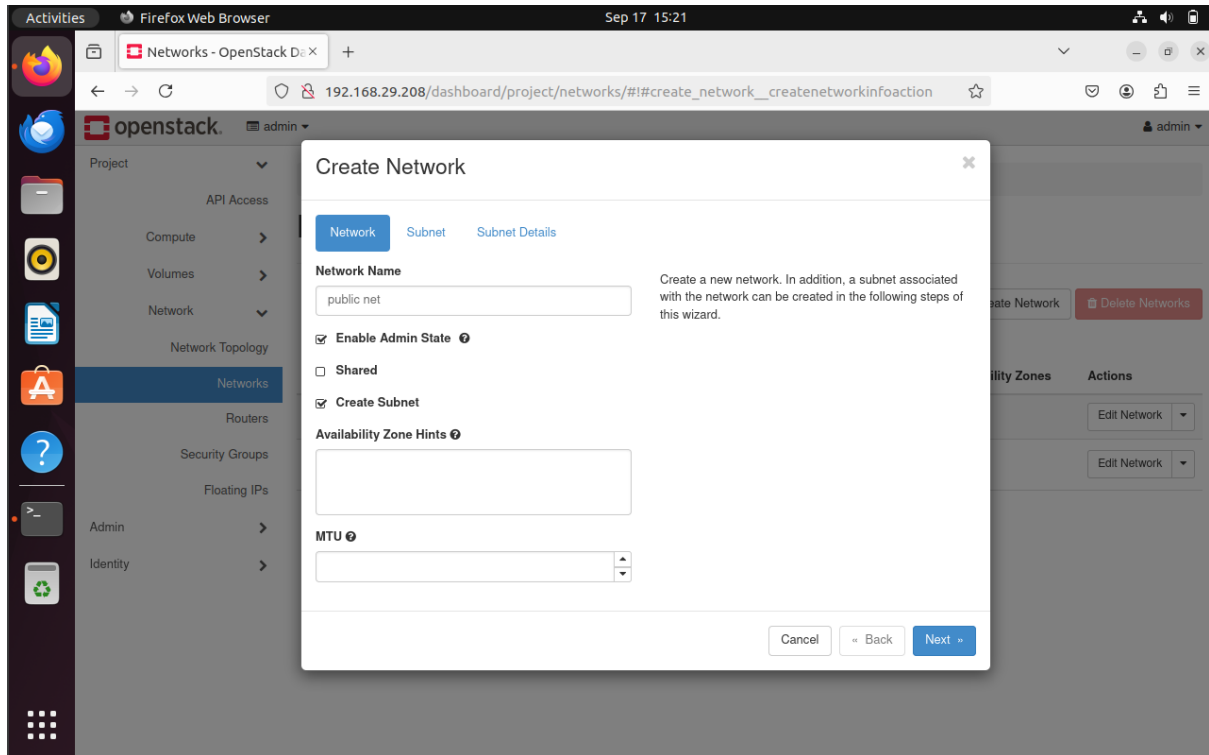 Activities
Firefox Web Browser
Sep 17 15:21
Networks - OpenStack Da
192.168.29.208/dashboard/project/networks/#!#create_network__createnetworkinfoaction
openstack.
admin
admin
Project
API Access
Compute
Volumes
Network
Network Topology
Networks
Routers
Security Groups
Floating IPs
Admin
Identity
Create Network
Network
Subnet
Subnet Details
Network Name
public net
Enable Admin State
Shared
Create Subnet
Availability Zone Hints
MTU
Create a new network. In addition, a subnet associated
with the network can be created in the following steps of
this wizard.
Cancel
« Back
Next »
Network
Delete Networks
Zones
Actions
Edit Network
Edit Network